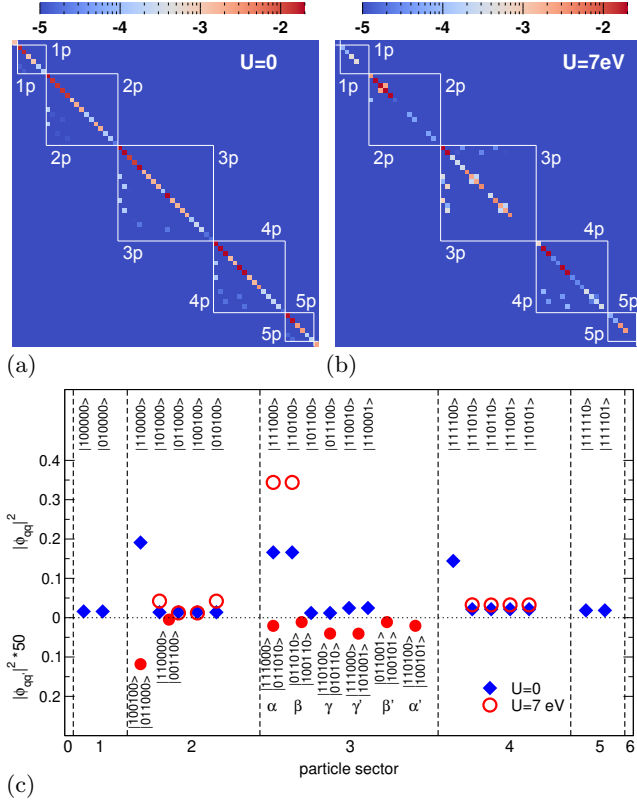 -5 -4 -3 -2
-5 -4 -3 -2
U=0
U=7eV
1p
1p
2p
2p
3p
3p
4p
4p
5p
5p
1p
1p
2p
2p
3p
3p
4p
4p
5p
5p
(a)
(b)
|100000>
|010000>
|110000>
|101000>
|011000>
|100100>
|010100>
|111000>
|110100>
|101100>
|011100>
|110010>
|110001>
|111100>
|111010>
|110110>
|111001>
|110101>
|111110>
|111101>
|ϕqq|²
0.4
0.3
0.2
0.1
0
0.1
0.2
|ϕqq'|² *50
|100100>
|011000>
|110000>
|001100>
|111000>
|011010>
|011010>
|100110>
|110100>
|010110>
|111000>
|101001>
|011001>
|100101>
|110100>
|100101>
α β γ γ' β' α'
U=0
U=7 eV
0 1 2 3 4 5 6
particle sector
(c)